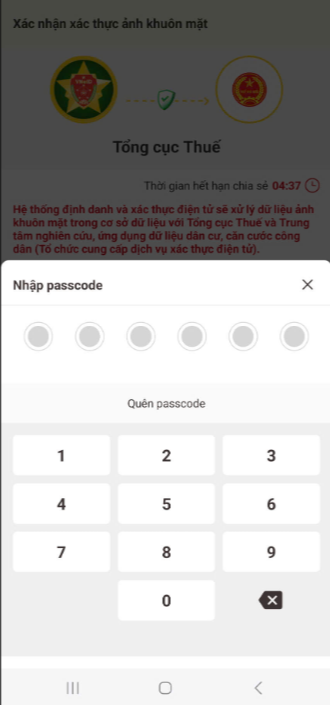 Xác nhận xác thực ảnh khuôn mặt
Tổng cục Thuế
Thời gian hết hạn chia sẻ 04:37
Hệ thống định danh và xác thực điện tử sẽ xử lý dữ liệu ảnh
khuôn mặt trong cơ sở dữ liệu với Tổng cục Thuế và Trung
tâm nghiên cứu, ứng dụng dữ liệu dân cư, căn cước công
dân (Tổ chức cung cấp dịch vụ xác thực điện tử).
Nhập passcode
Quên passcode
1 2 3
4 5 6
7 8 9
0